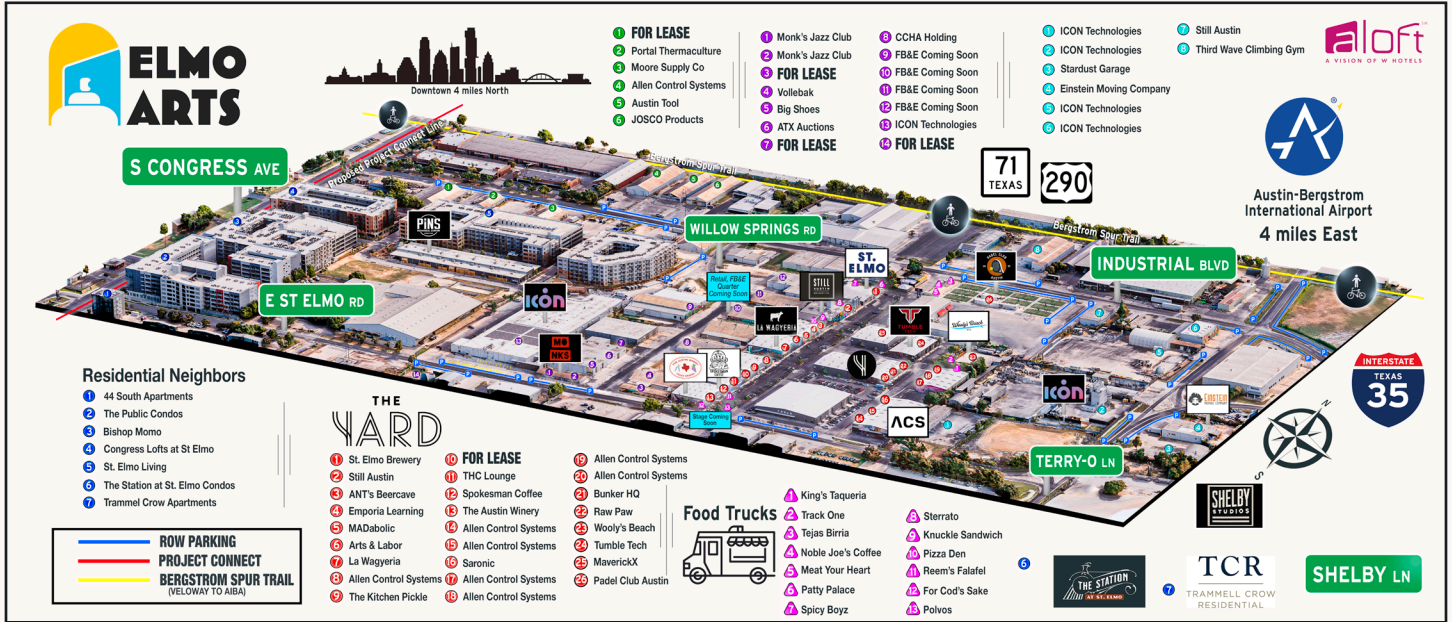 ELMO
ARTS
Downtown 4 miles North
1 FOR LEASE
2 Portal Thermaculture
3 Moore Supply Co
4 Allen Control Systems
5 Austin Tool
6 JOSCO Products
1 Monk's Jazz Club
2 Monk's Jazz Club
3 FOR LEASE
4 Vollebak
5 Big Shoes
6 ATX Auctions
7 FOR LEASE
8 CCHA Holding
9 FB&E Coming Soon
10 FB&E Coming Soon
11 FB&E Coming Soon
12 FB&E Coming Soon
13 ICON Technologies
14 FOR LEASE
1 ICON Technologies
2 ICON Technologies
3 Stardust Garage
4 Einstein Moving Company
5 ICON Technologies
6 ICON Technologies
7 Still Austin
8 Third Wave Climbing Gym
aloft
A VISION OF W HOTELS
Austin-Bergstrom
International Airport
4 miles East
71
TEXAS
290
S CONGRESS AVE
Proposed Project Connect Line
Bergstrom Spur Trail
Bergstrom Spur Trail
WILLOW SPRINGS RD
INDUSTRIAL BLVD
E ST ELMO RD
TERRY-O LN
PiNS
ICON
MO
NKS
Retail, FB&E
Quarter
Coming Soon
STILL
AUSTIN
ST.
ELMO
LA WAGYERIA
TUMBLE
Wooly's Beach
ICON
ACS
EINSTEIN
Stage Coming
Soon
INTERSTATE
TEXAS
35
N
S
SHELBY
STUDIOS
Residential Neighbors
1 44 South Apartments
2 The Public Condos
3 Bishop Momo
4 Congress Lofts at St Elmo
5 St. Elmo Living
6 The Station at St. Elmo Condos
7 Trammel Crow Apartments
ROW PARKING
PROJECT CONNECT
BERGSTROM SPUR TRAIL
(VELOWAY TO AIBA)
THE
YARD
1 St. Elmo Brewery
2 Still Austin
3 ANT's Beercave
4 Emporia Learning
5 MADabolic
6 Arts & Labor
7 La Wagyeria
8 Allen Control Systems
9 The Kitchen Pickle
10 FOR LEASE
11 THC Lounge
12 Spokesman Coffee
13 The Austin Winery
14 Allen Control Systems
15 Allen Control Systems
16 Saronic
17 Allen Control Systems
18 Allen Control Systems
19 Allen Control Systems
20 Allen Control Systems
21 Bunker HQ
22 Raw Paw
23 Wooly's Beach
24 Tumble Tech
25 MaverickX
26 Padel Club Austin
Food Trucks
1 King's Taqueria
2 Track One
3 Tejas Birria
4 Noble Joe's Coffee
5 Meat Your Heart
6 Patty Palace
7 Spicy Boyz
8 Sterrato
9 Knuckle Sandwich
10 Pizza Den
11 Reem's Falafel
12 For Cod's Sake
13 Polvos
6
THE STATION
AT ST. ELMO
7
TCR
TRAMMELL CROW
RESIDENTIAL
SHELBY LN